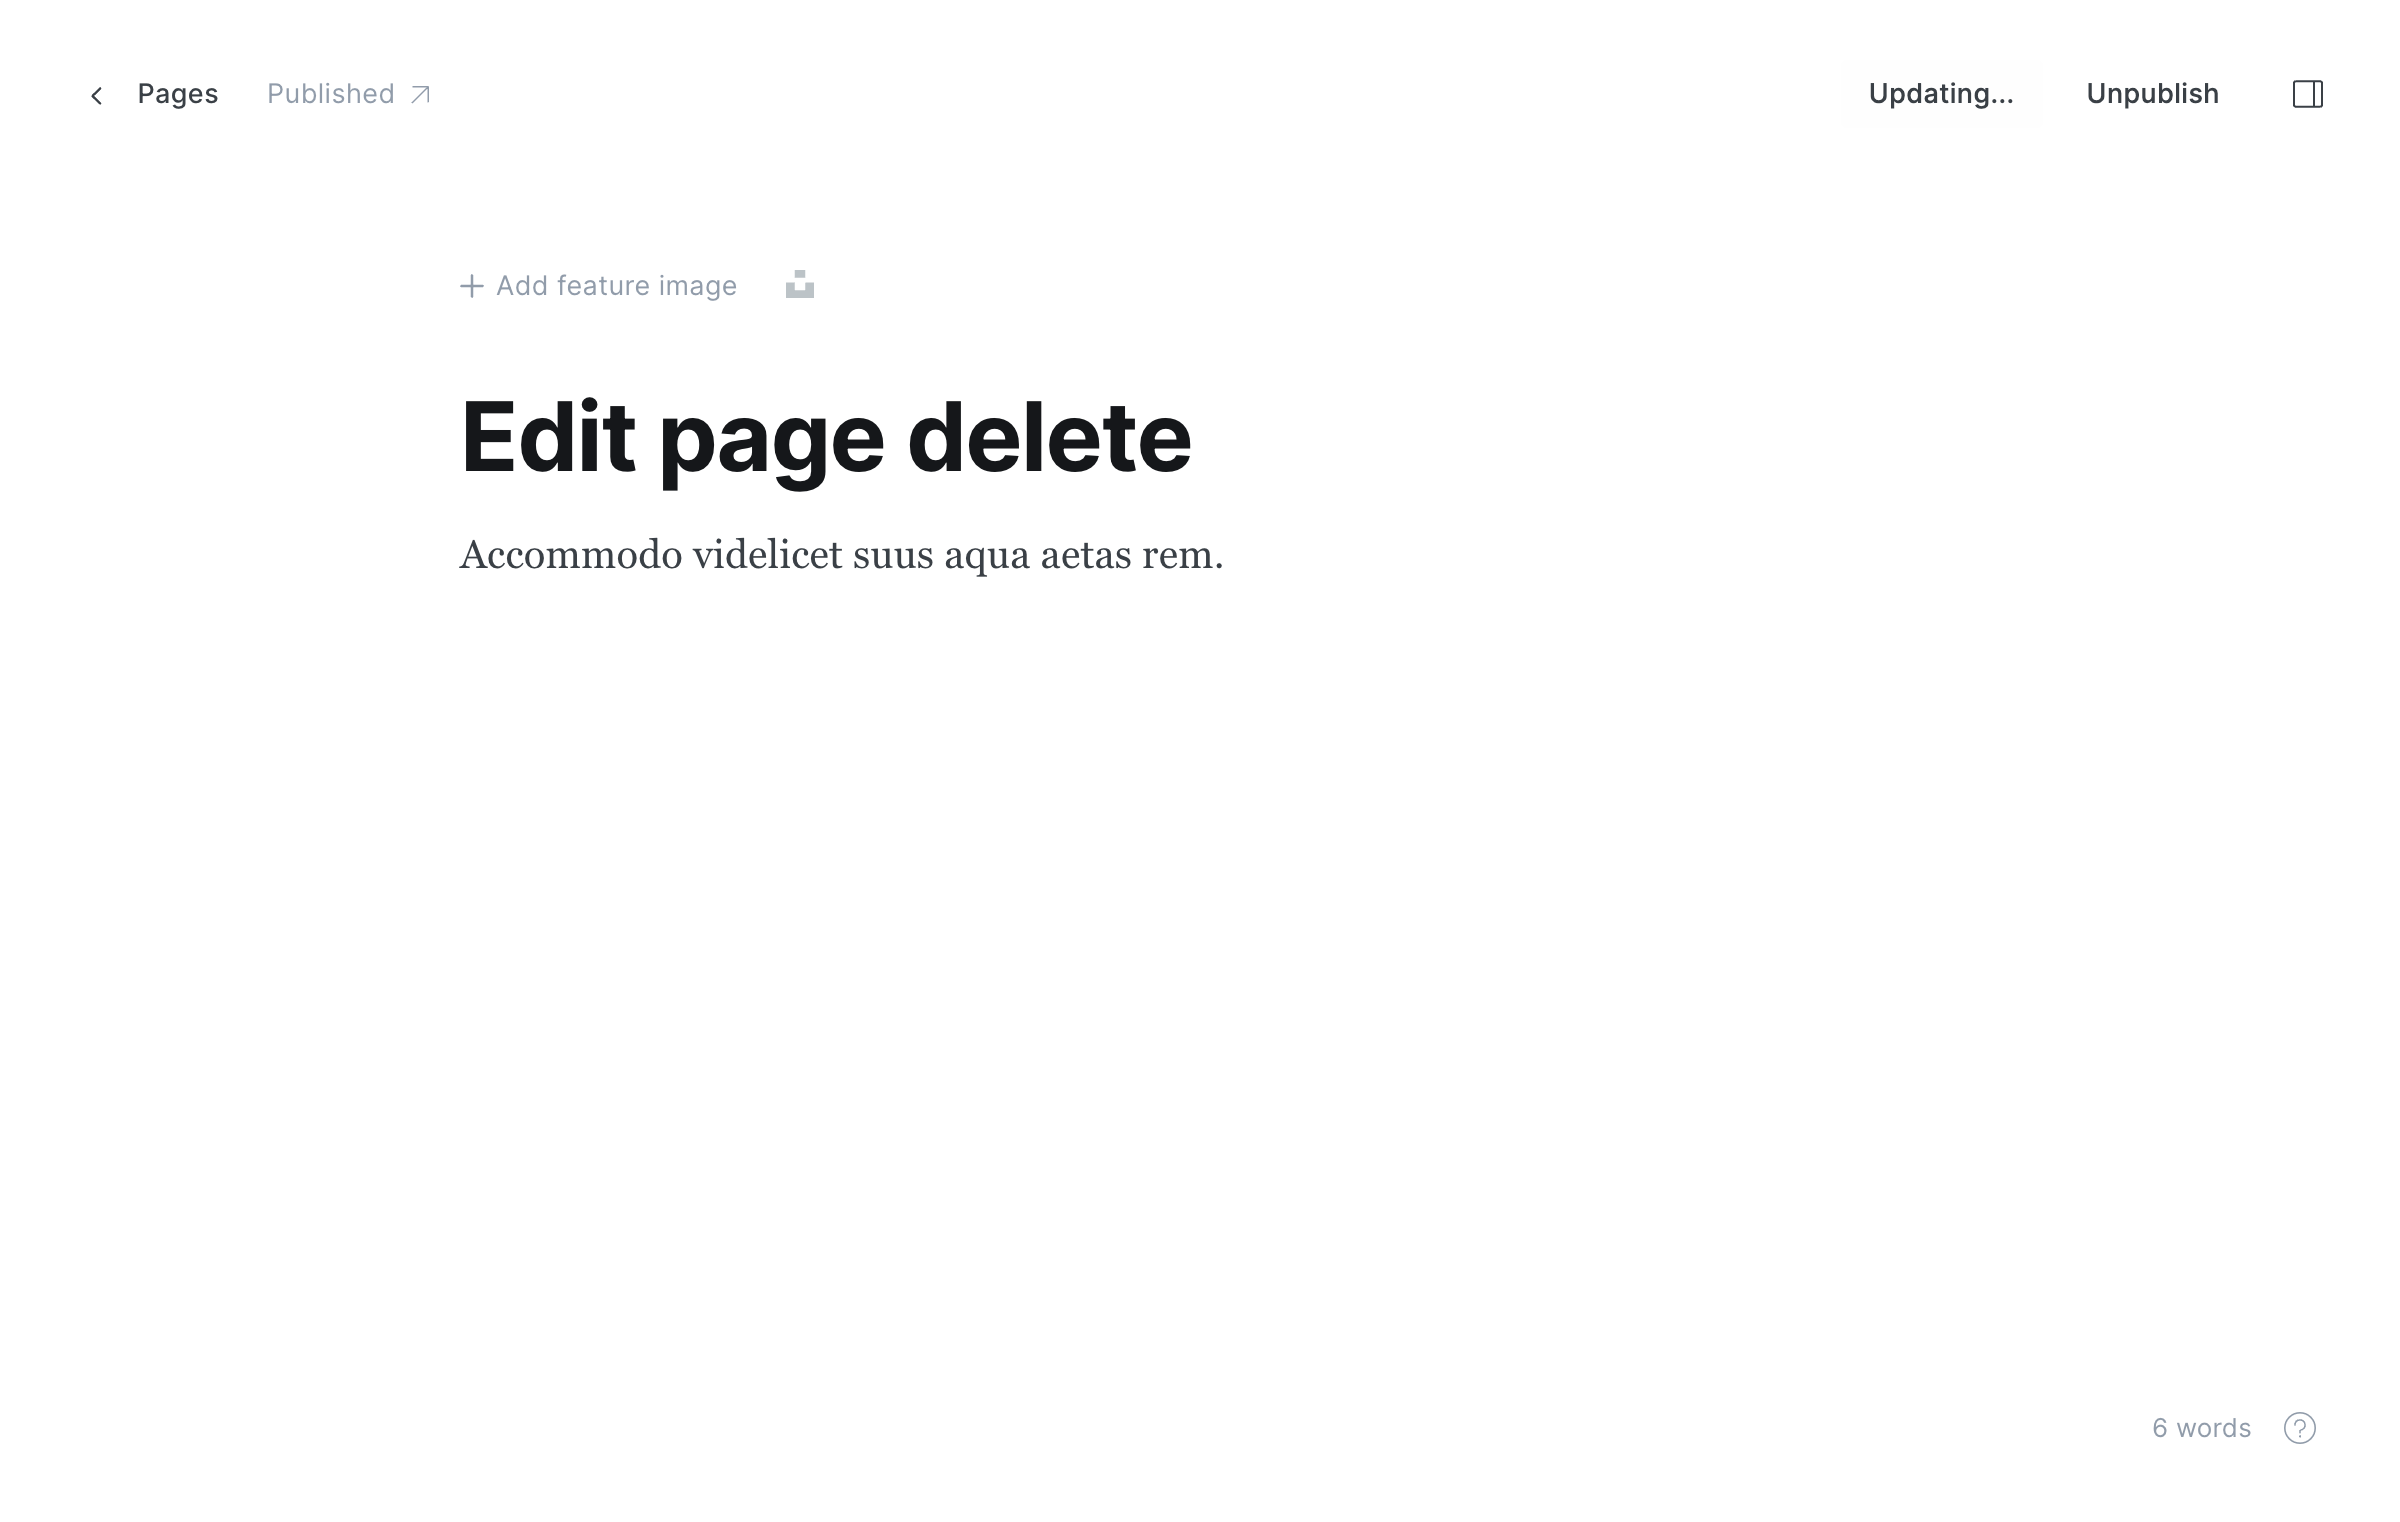 Pages Published Updating... Unpublish
Add feature image
Edit page delete
Accommodo videlicet suus aqua aetas rem.
6 words ?